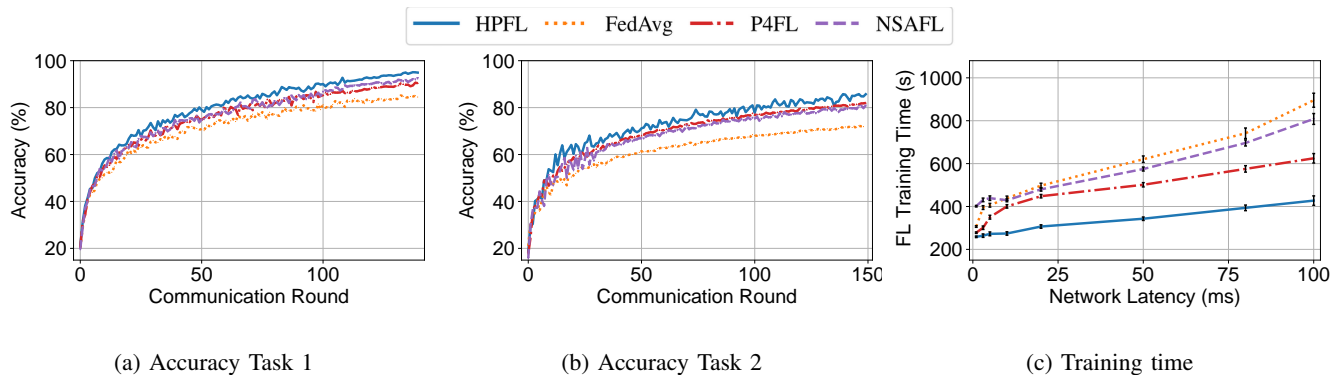 HPFL FedAvg P4FL NSAFL
100
80
60
40
20
Accuracy (%)
0 50 100
Communication Round
(a) Accuracy Task 1
100
80
60
40
20
Accuracy (%)
0 50 100 150
Communication Round
(b) Accuracy Task 2
1000
800
600
400
200
FL Training Time (s)
0 25 50 75 100
Network Latency (ms)
(c) Training time